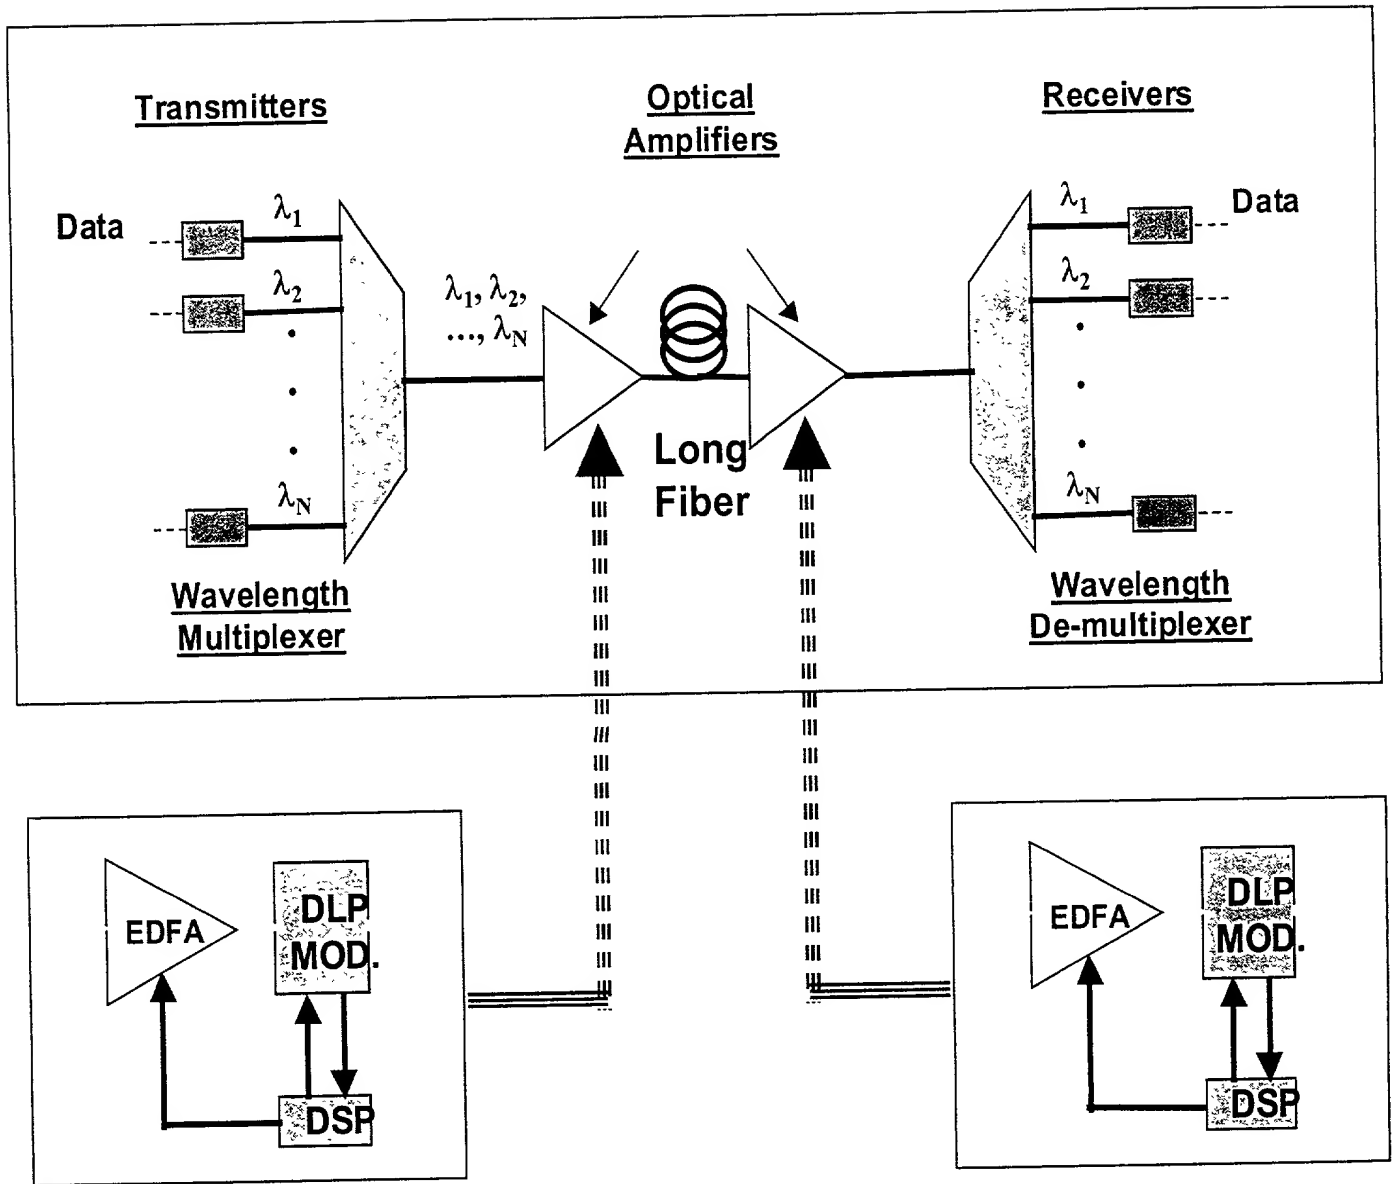 Transmitters
Optical
Amplifiers
Receivers
Data
λ1
λ2
λN
λ1, λ2,
..., λN
Long
Fiber
λ1
λ2
λN
Data
Wavelength
Multiplexer
Wavelength
De-multiplexer
EDFA
DLP
MOD.
DSP
EDFA
DLP
MOD.
DSP